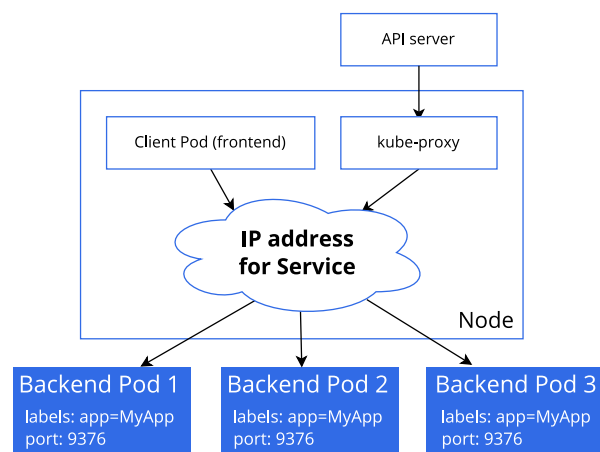 API server
Client Pod (frontend)
kube-proxy
IP address
for Service
Node
Backend Pod 1
labels: app=MyApp
port: 9376
Backend Pod 2
labels: app=MyApp
port: 9376
Backend Pod 3
labels: app=MyApp
port: 9376